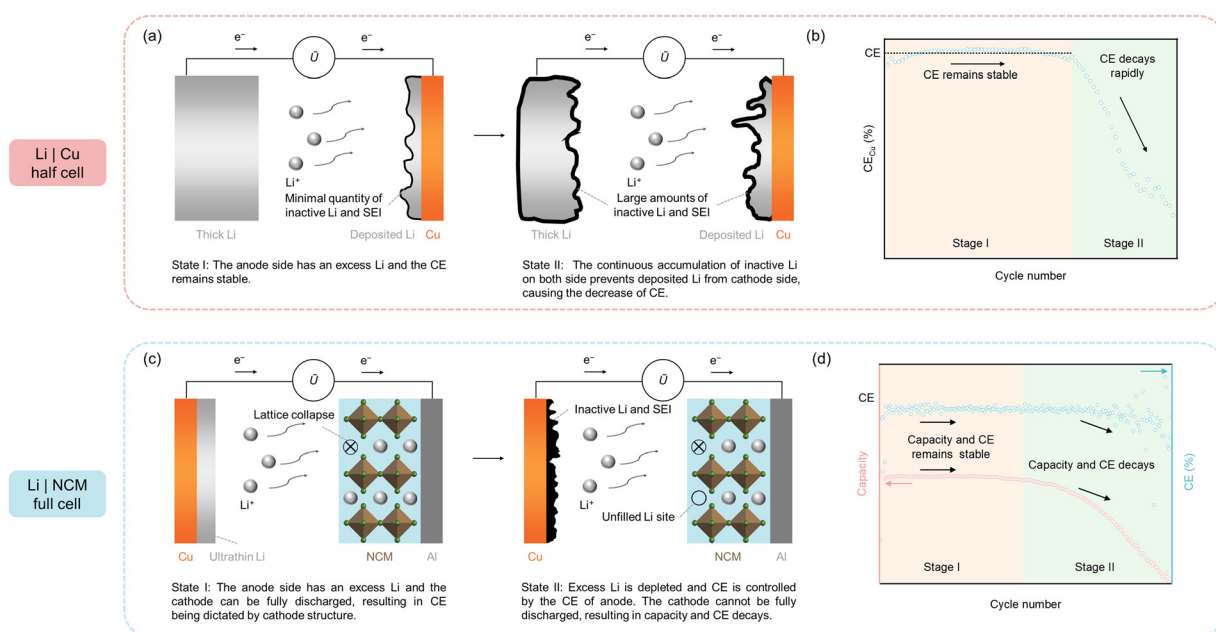 Li | Cu
half cell
(a)
e⁻
Ū
e⁻
Li⁺
Minimal quantity of
inactive Li and SEI
Thick Li
Deposited Li
Cu
State I: The anode side has an excess Li and the CE
remains stable.
e⁻
Ū
e⁻
Li⁺
Large amounts of
inactive Li and SEI
Thick Li
Deposited Li
Cu
State II: The continuous accumulation of inactive Li
on both side prevents deposited Li from cathode side,
causing the decrease of CE.
(b)
CE
CE remains stable
CE decays
rapidly
CE_Cu (%)
Stage I
Stage II
Cycle number
Li | NCM
full cell
(c)
e⁻
Ū
e⁻
Lattice collapse
Li⁺
Cu
Ultrathin Li
NCM
Al
State I: The anode side has an excess Li and the
cathode can be fully discharged, resulting in CE
being dictated by cathode structure.
e⁻
Ū
e⁻
Inactive Li and SEI
Li⁺
Unfilled Li site
Cu
NCM
Al
State II: Excess Li is depleted and CE is controlled
by the CE of anode. The cathode cannot be fully
discharged, resulting in capacity and CE decays.
(d)
CE
Capacity and CE
remains stable
Capacity and CE decays
Capacity
CE (%)
Stage I
Stage II
Cycle number